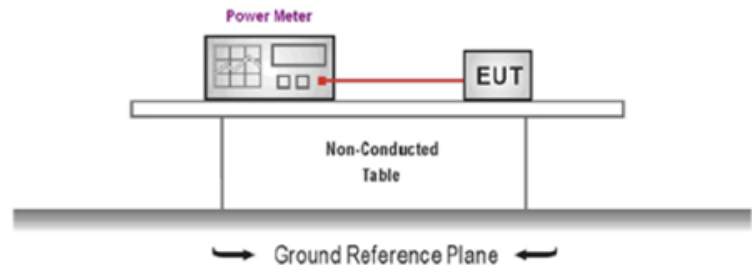 Power Meter
EUT
Non-Conducted
Table
Ground Reference Plane